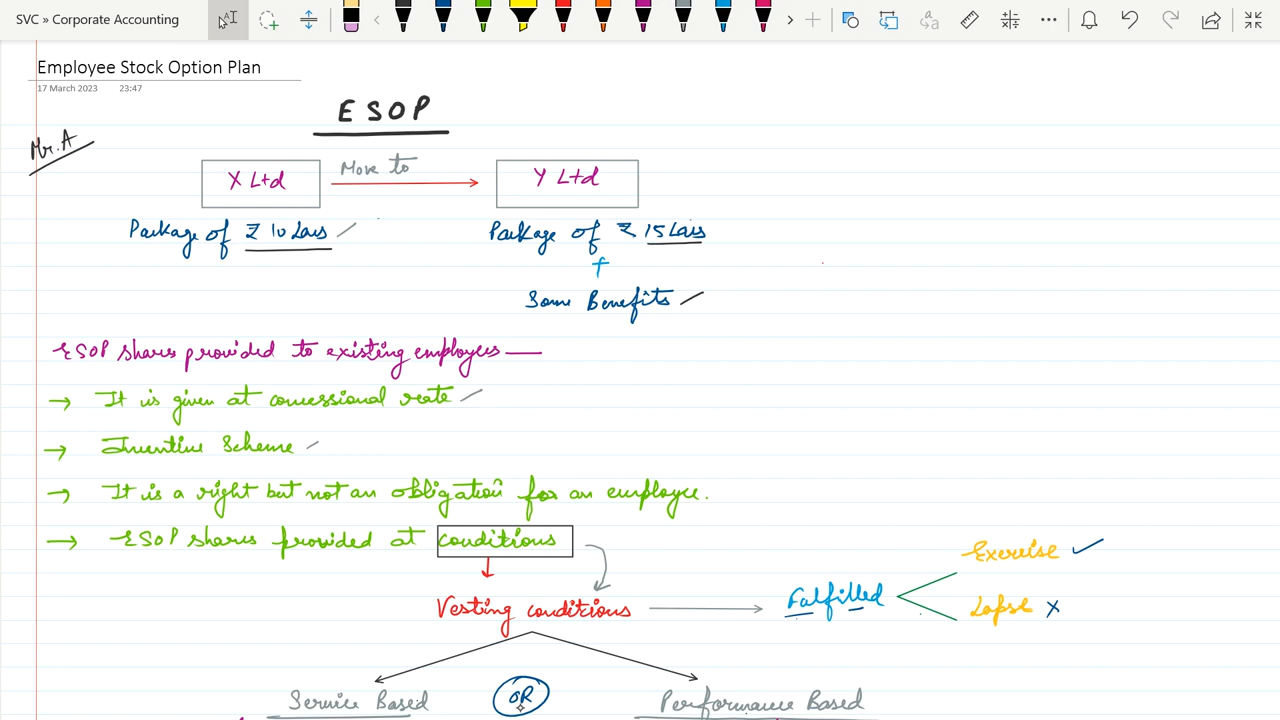 SVC » Corporate Accounting
Employee Stock Option Plan
17 March 2023 23:47
ESOP
Mr. A
X Ltd Move to Y Ltd
Package of ₹ 10 Lacs Package of ₹ 15 Lacs
+
Some Benefits
ESOP shares provided to existing employees —
→ It is given at concessional rate
→ Incentive Scheme
→ It is a right but not an obligation for an employee.
→ ESOP shares provided at conditions
Exercise ✓
Vesting conditions Fulfilled
Lapse X
Service Based OR Performance Based